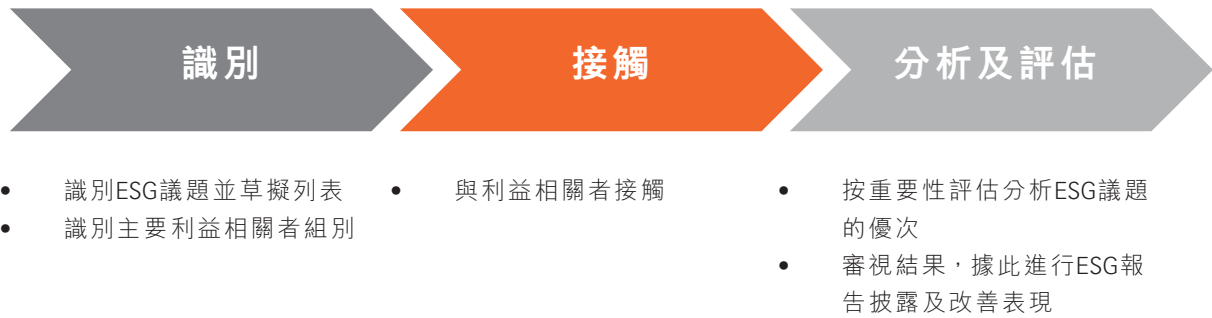 識別
接觸
分析及評估
• 識別ESG議題並草擬列表
• 識別主要利益相關者組別
• 與利益相關者接觸
• 按重要性評估分析ESG議題
的優次
• 審視結果，據此進行ESG報
告披露及改善表現